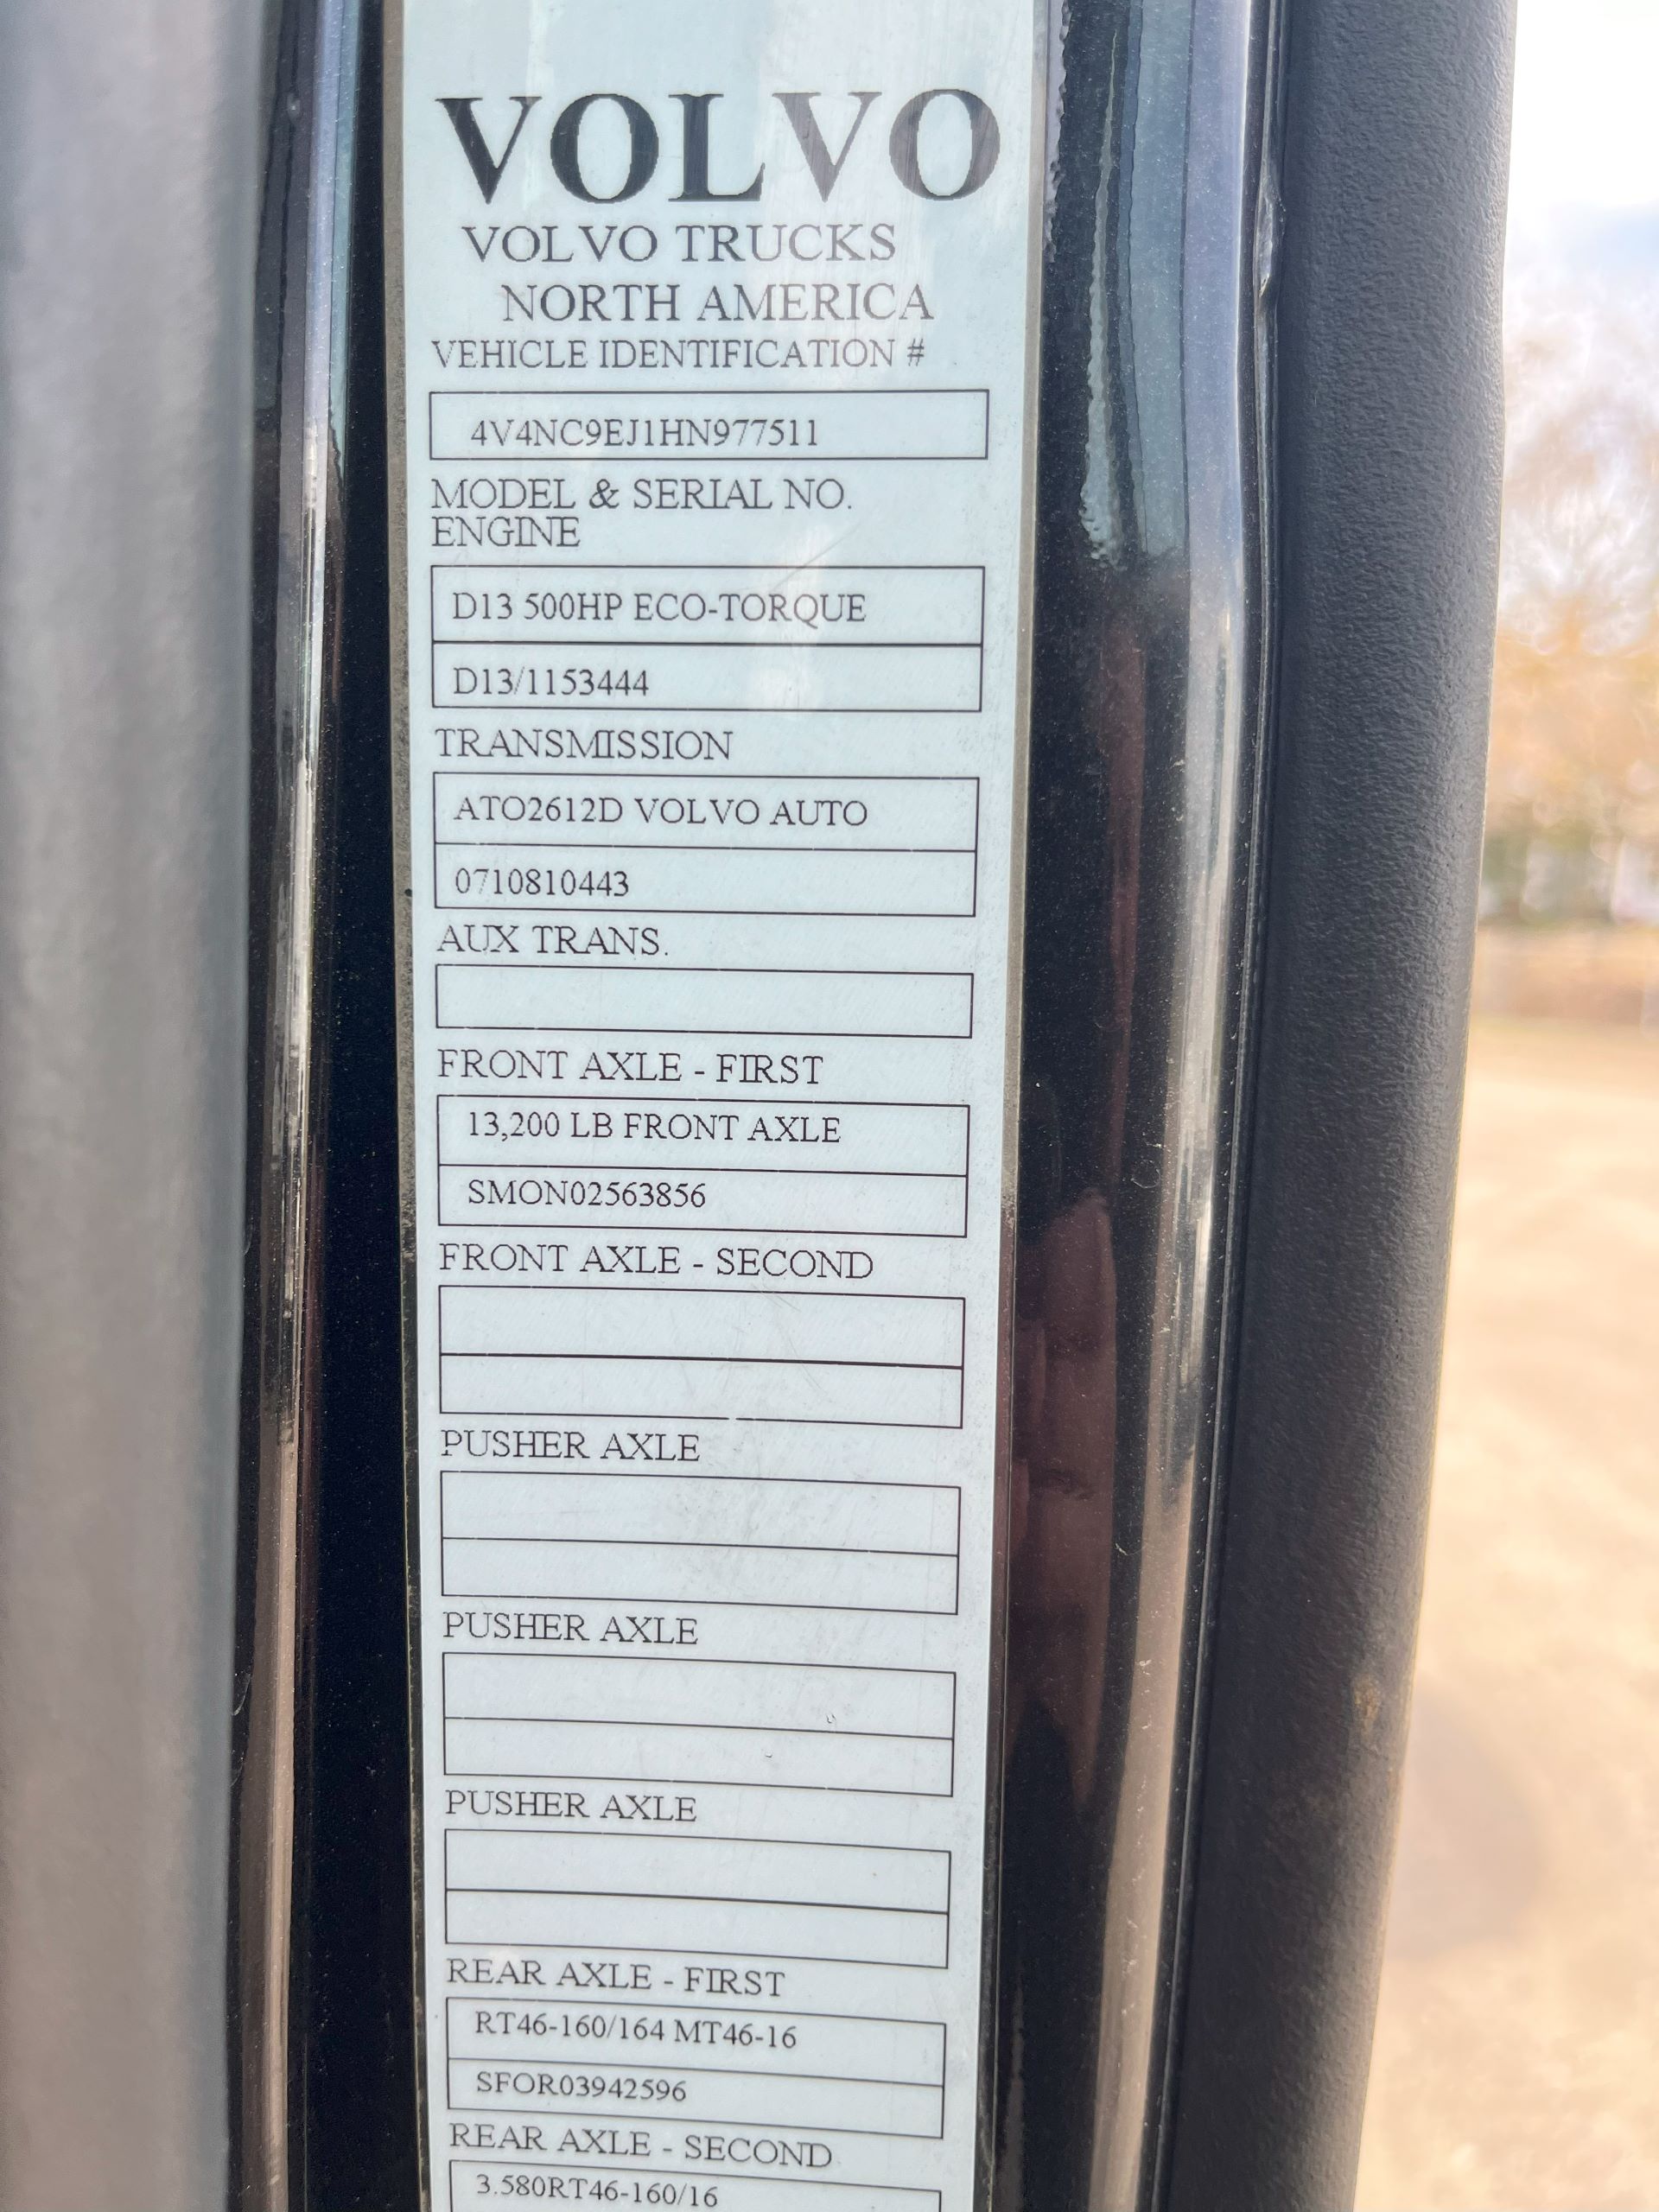 VOLVO
VOLVO TRUCKS
NORTH AMERICA
VEHICLE IDENTIFICATION #
4V4NC9EJ1HN977511
MODEL & SERIAL NO.
ENGINE
D13 500HP ECO-TORQUE
D13/1153444
TRANSMISSION
ATO2612D VOLVO AUTO
0710810443
AUX TRANS.
FRONT AXLE - FIRST
13,200 LB FRONT AXLE
SMON02563856
FRONT AXLE - SECOND
PUSHER AXLE
PUSHER AXLE
PUSHER AXLE
REAR AXLE - FIRST
RT46-160/164 MT46-16
SFOR03942596
REAR AXLE - SECOND
3.580RT46-160/16